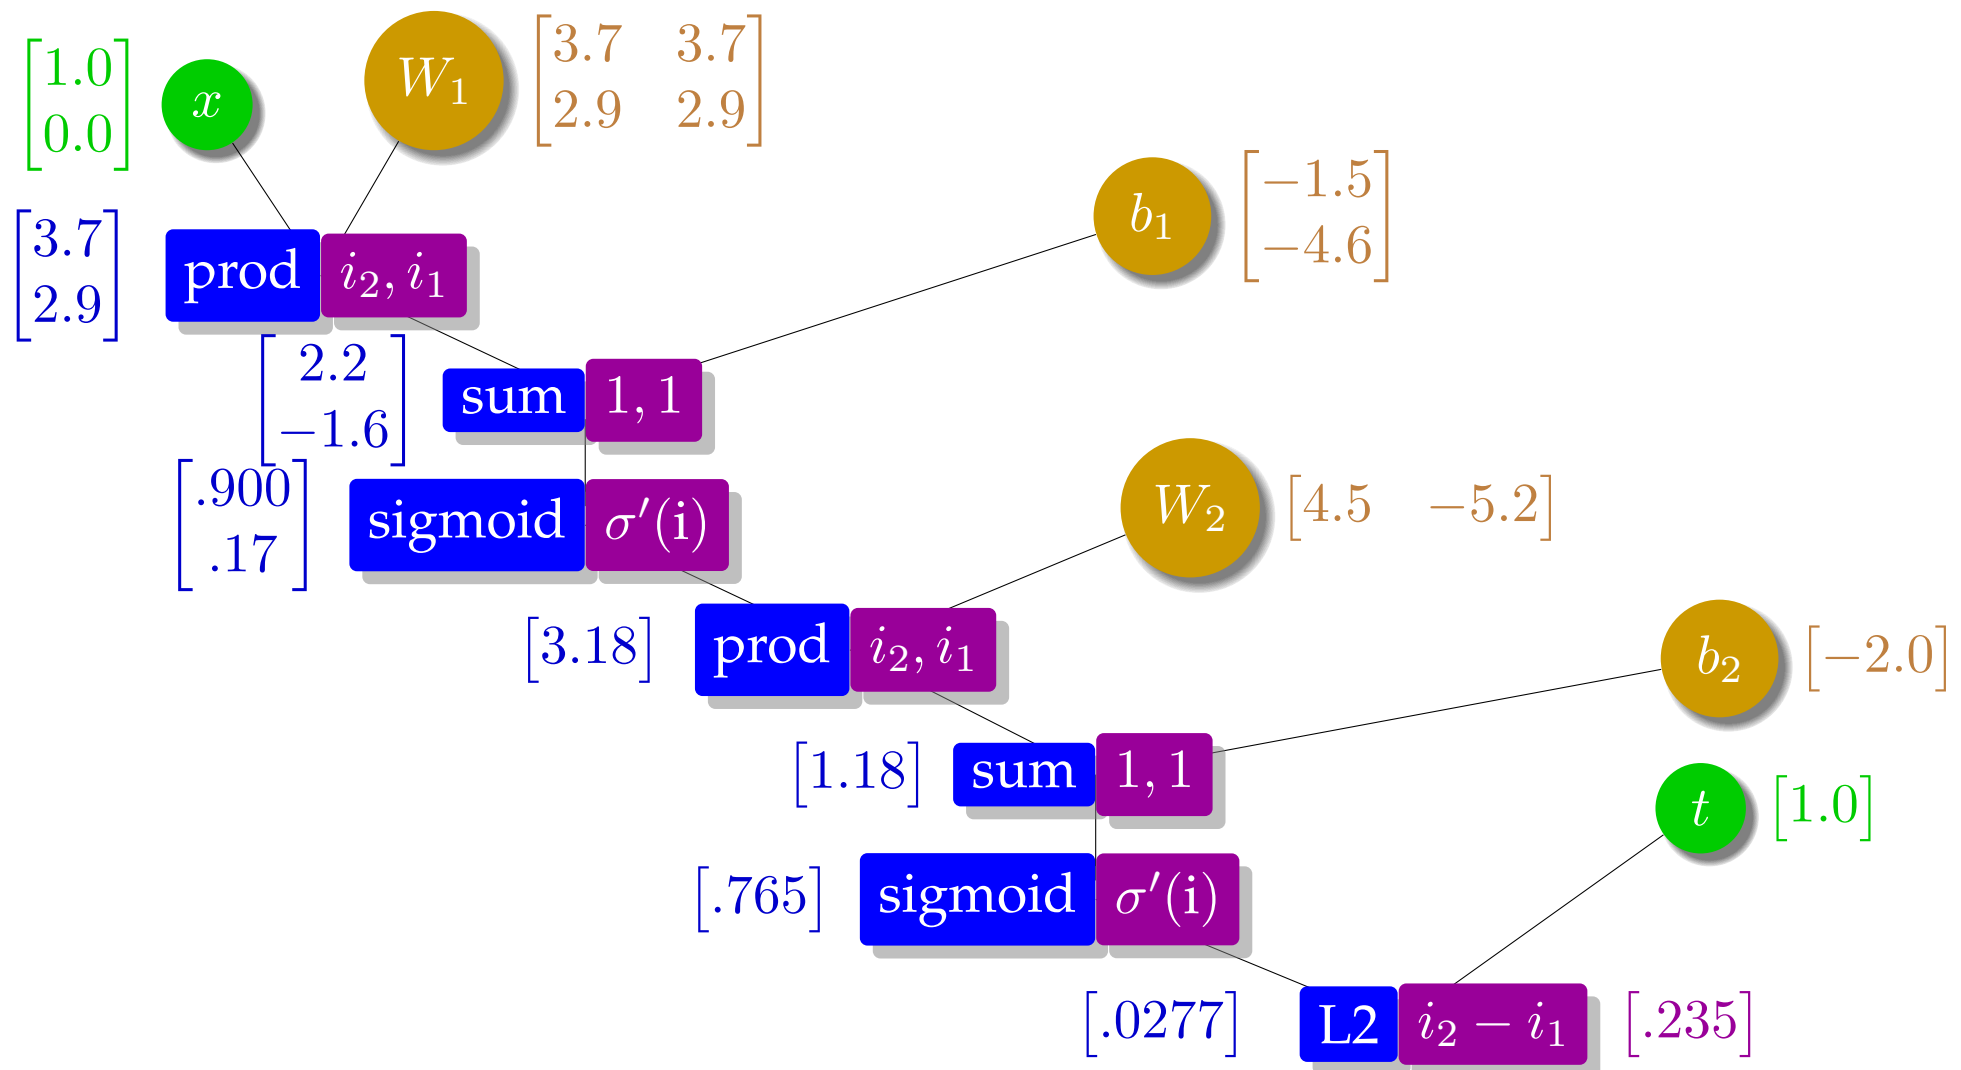 [1.0
0.0]
x
W₁
[3.7 3.7
2.9 2.9]
b₁
[−1.5
−4.6]
[3.7
2.9]
prod
i₂, i₁
[2.2
−1.6]
sum
1, 1
[.900
.17]
sigmoid
σ′(i)
W₂
[4.5 −5.2]
[3.18]
prod
i₂, i₁
b₂
[−2.0]
[1.18]
sum
1, 1
t
[1.0]
[.765]
sigmoid
σ′(i)
[.0277]
L2
i₂ − i₁
[.235]